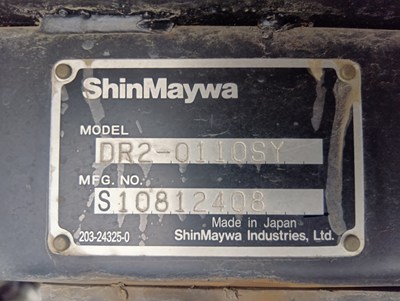 ShinMaywa
MODEL
DR2-0110SY
MFG. NO.
S10812408
Made in Japan
203-24325-0 ShinMaywa Industries, Ltd.